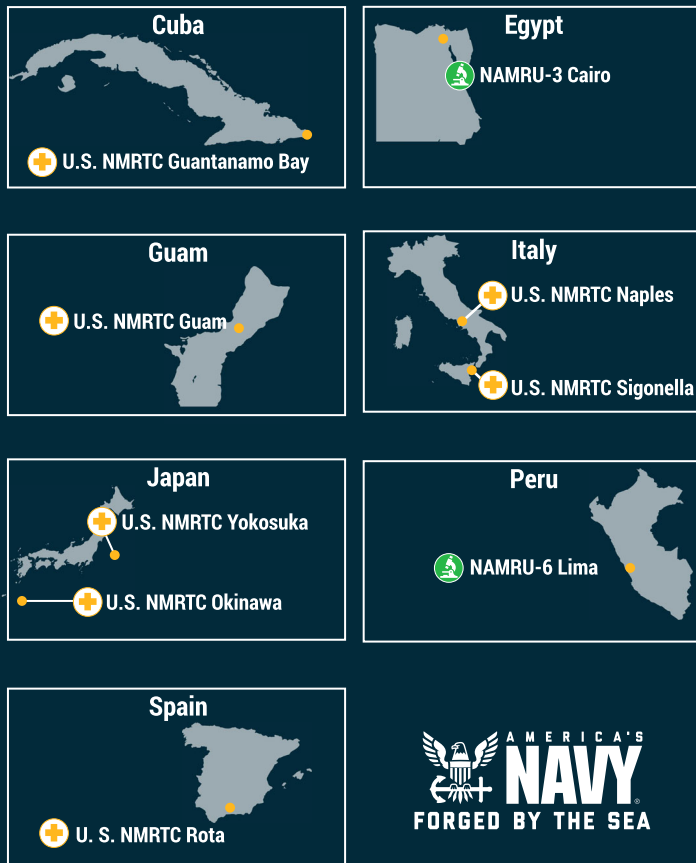 Cuba
U.S. NMRTC Guantanamo Bay
Egypt
NAMRU-3 Cairo
Guam
U.S. NMRTC Guam
Italy
U.S. NMRTC Naples
U.S. NMRTC Sigonella
Japan
U.S. NMRTC Yokosuka
U.S. NMRTC Okinawa
Peru
NAMRU-6 Lima
Spain
U. S. NMRTC Rota
AMERICA'S
NAVY®
FORGED BY THE SEA